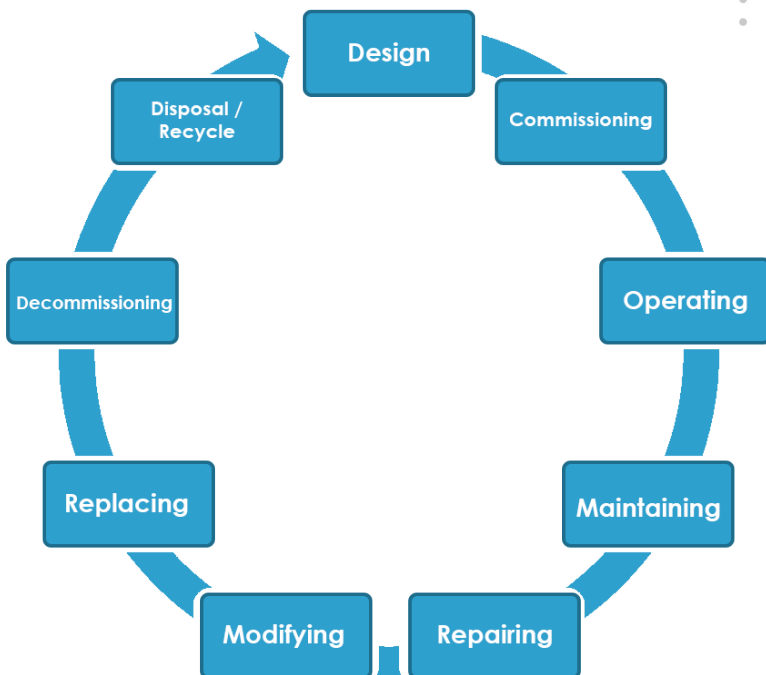 Design
Commissioning
Operating
Maintaining
Repairing
Modifying
Replacing
Decommissioning
Disposal /
Recycle